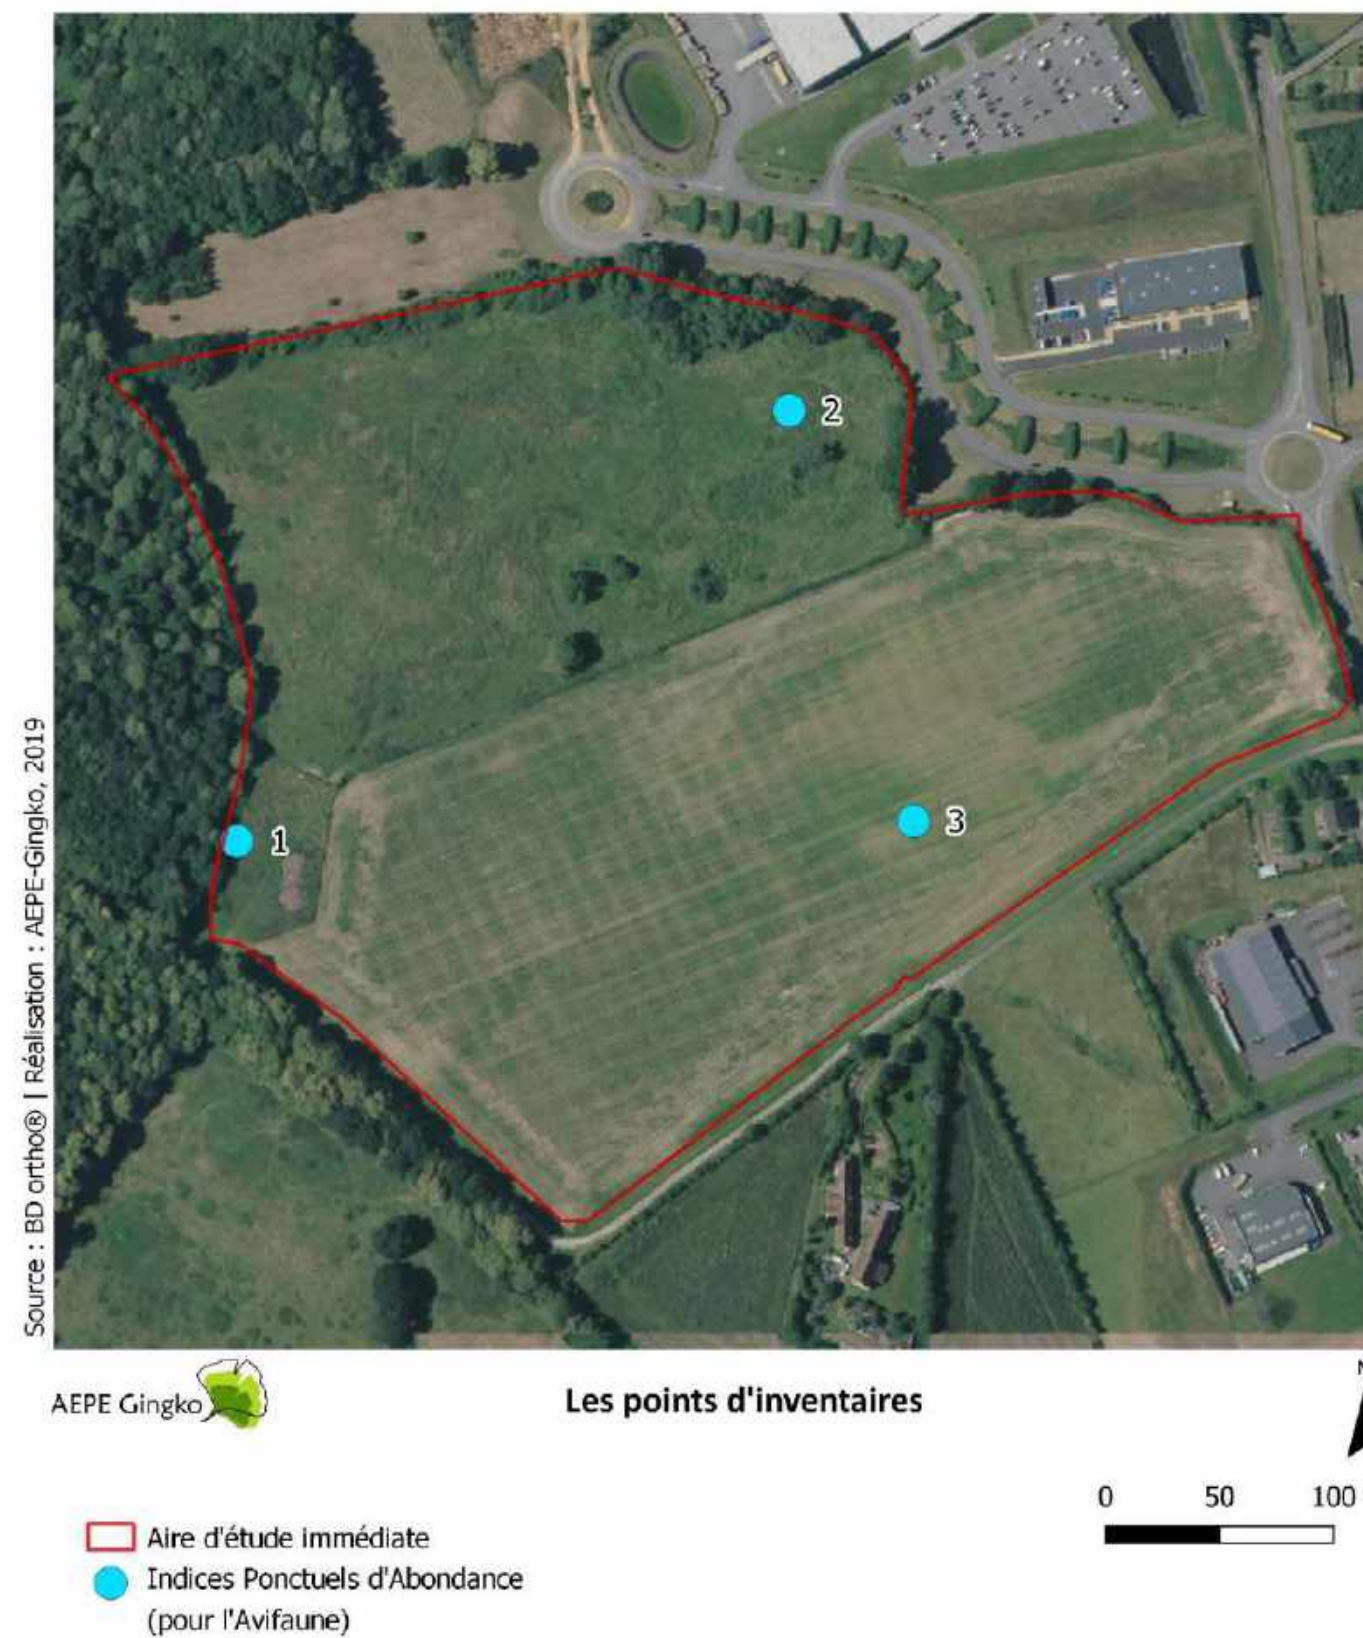 2
1
3
Source : BD ortho® | Réalisation : AEPE-Gingko, 2019
AEPE Gingko
Les points d'inventaires
N
0 50 100
Aire d'étude immédiate
Indices Ponctuels d'Abondance
(pour l'Avifaune)